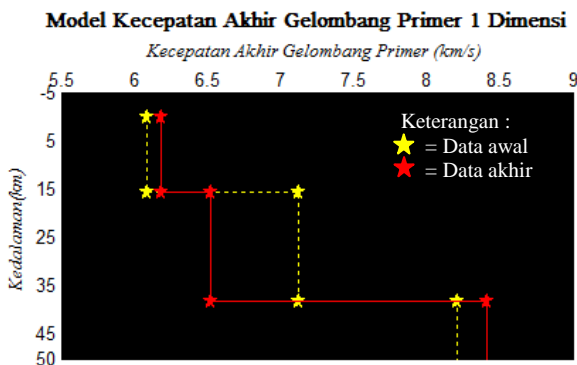 Model Kecepatan Akhir Gelombang Primer 1 Dimensi
Kecepatan Akhir Gelombang Primer (km/s)
5.5 6 6.5 7 7.5 8 8.5 9
-5
5
15
25
35
45
50
Kedalaman(km)
Keterangan :
= Data awal
= Data akhir